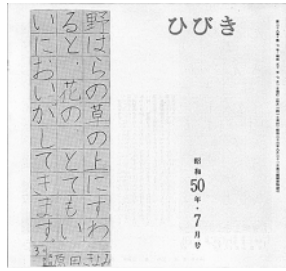 ひびき
昭和50年・7月号
野はらの草の上にすわ
ると、花の とてもい
いにおいがしてきます。
原田